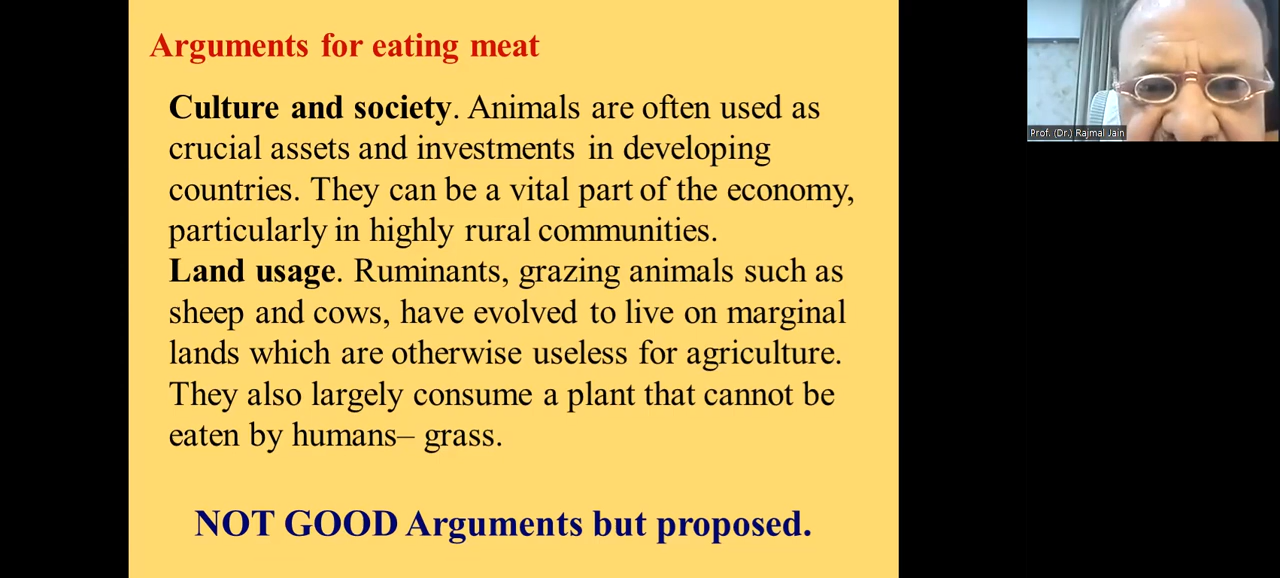 Arguments for eating meat
Culture and society. Animals are often used as
crucial assets and investments in developing
countries. They can be a vital part of the economy,
particularly in highly rural communities.
Land usage. Ruminants, grazing animals such as
sheep and cows, have evolved to live on marginal
lands which are otherwise useless for agriculture.
They also largely consume a plant that cannot be
eaten by humans– grass.
NOT GOOD Arguments but proposed.
Prof. (Dr.) Rajmal Jain